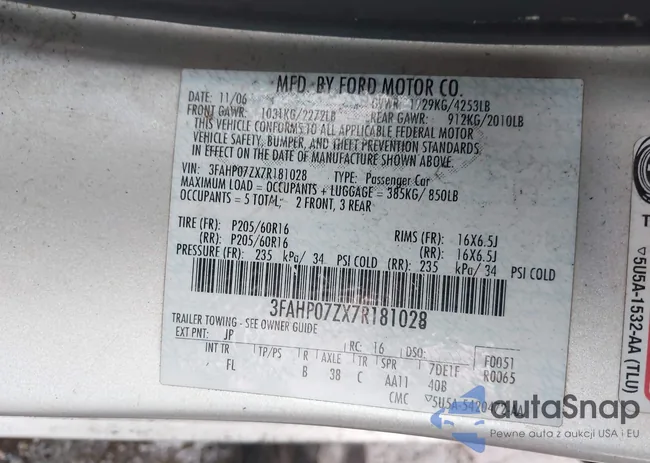 MFD. BY FORD MOTOR CO.
DATE: 11/06 GVWR: 1929KG/4253LB
FRONT GAWR: 1031KG/2272LB REAR GAWR: 912KG/2010LB
THIS VEHICLE CONFORMS TO ALL APPLICABLE FEDERAL MOTOR
VEHICLE SAFETY, BUMPER, AND THEFT PREVENTION STANDARDS
IN EFFECT ON THE DATE OF MANUFACTURE SHOWN ABOVE.
VIN: 3FAHP07ZX7R181028 TYPE: Passenger Car
MAXIMUM LOAD = OCCUPANTS + LUGGAGE = 385KG/850LB
OCCUPANTS = 5 TOTAL: 2 FRONT, 3 REAR
TIRE (FR): P205/60R16 RIMS (FR): 16X6.5J
(RR): P205/60R16 (RR): 16X6.5J
PRESSURE (FR): 235 kPa/ 34 PSI COLD (RR): 235 kPa/ 34 PSI COLD
3FAHP07ZX7R181028
TRAILER TOWING - SEE OWNER GUIDE
EXT PNT: JP RC: 16 DSO: F0051
INT TR TP/PS R AXLE TR SPR 7DE1F R0065
FL B 38 C AA11 40B
CMC
5U5A-1532-AA (TLU)
autoSnap
Pewne auta z aukcji USA i EU